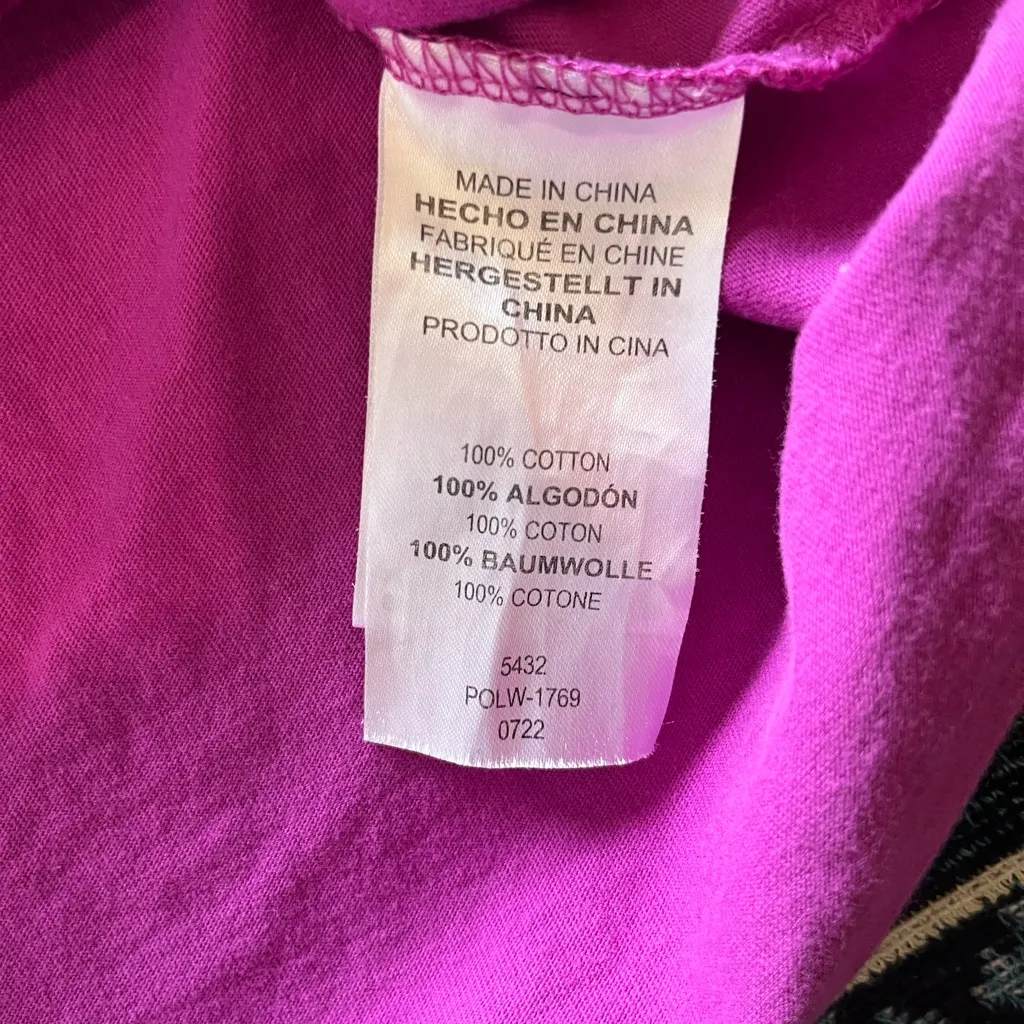 MADE IN CHINA
HECHO EN CHINA
FABRIQUÉ EN CHINE
HERGESTELLT IN
CHINA
PRODOTTO IN CINA
100% COTTON
100% ALGODÓN
100% COTON
100% BAUMWOLLE
100% COTONE
5432
POLW-1769
0722